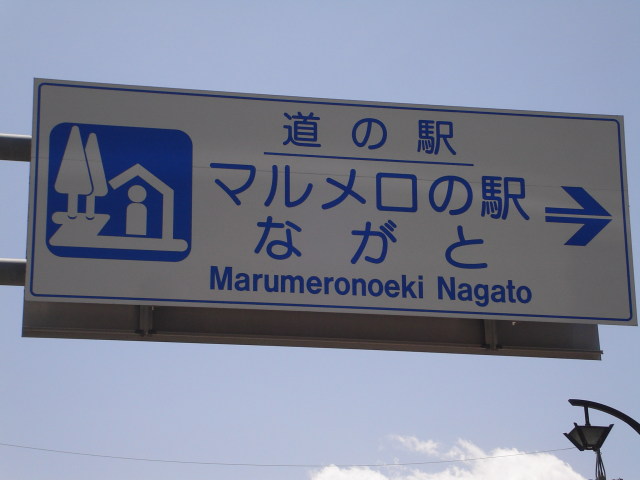 道の駅
マルメロの駅
ながと
Marumeronoeki Nagato